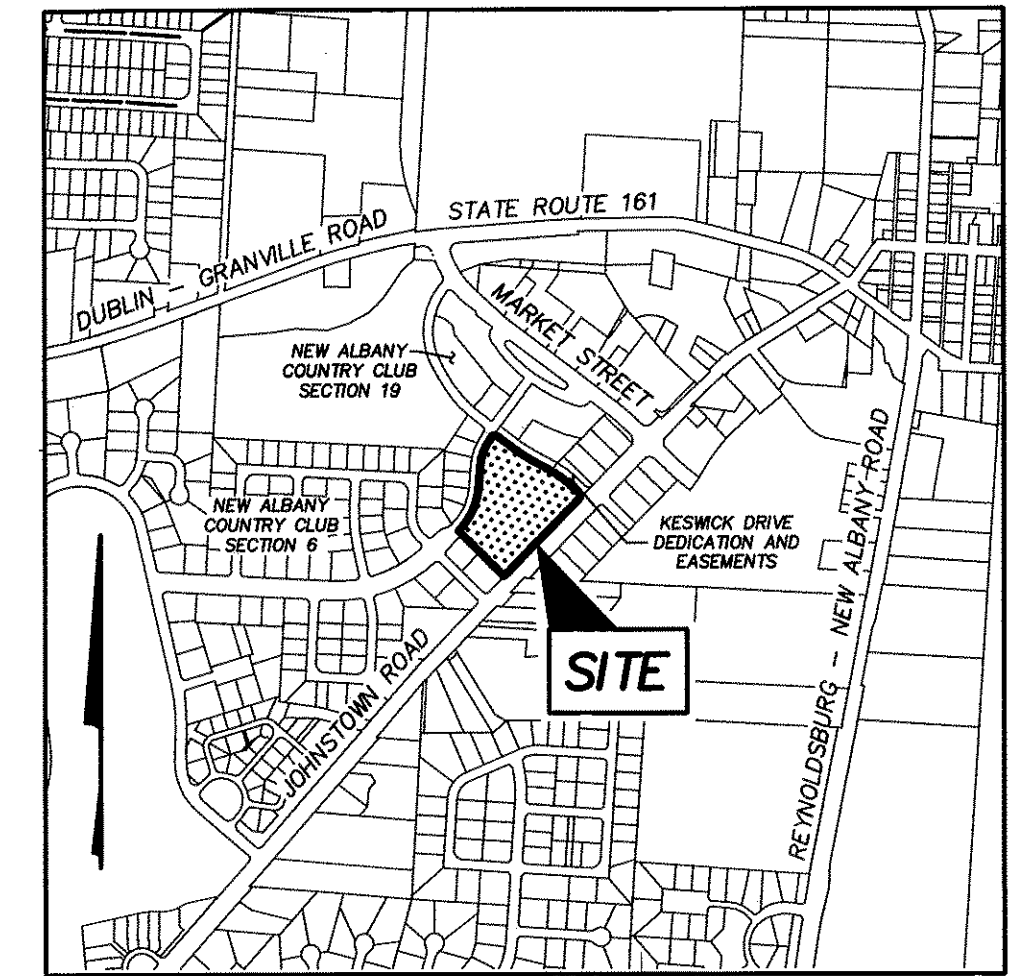 DUBLIN - GRANVILLE ROAD
STATE ROUTE 161
MARKET STREET
NEW ALBANY
COUNTRY CLUB
SECTION 19
NEW ALBANY
COUNTRY CLUB
SECTION 6
KESWICK DRIVE
DEDICATION AND
EASEMENTS
SITE
JOHNSTOWN ROAD
REYNOLDSBURG - NEW ALBANY ROAD